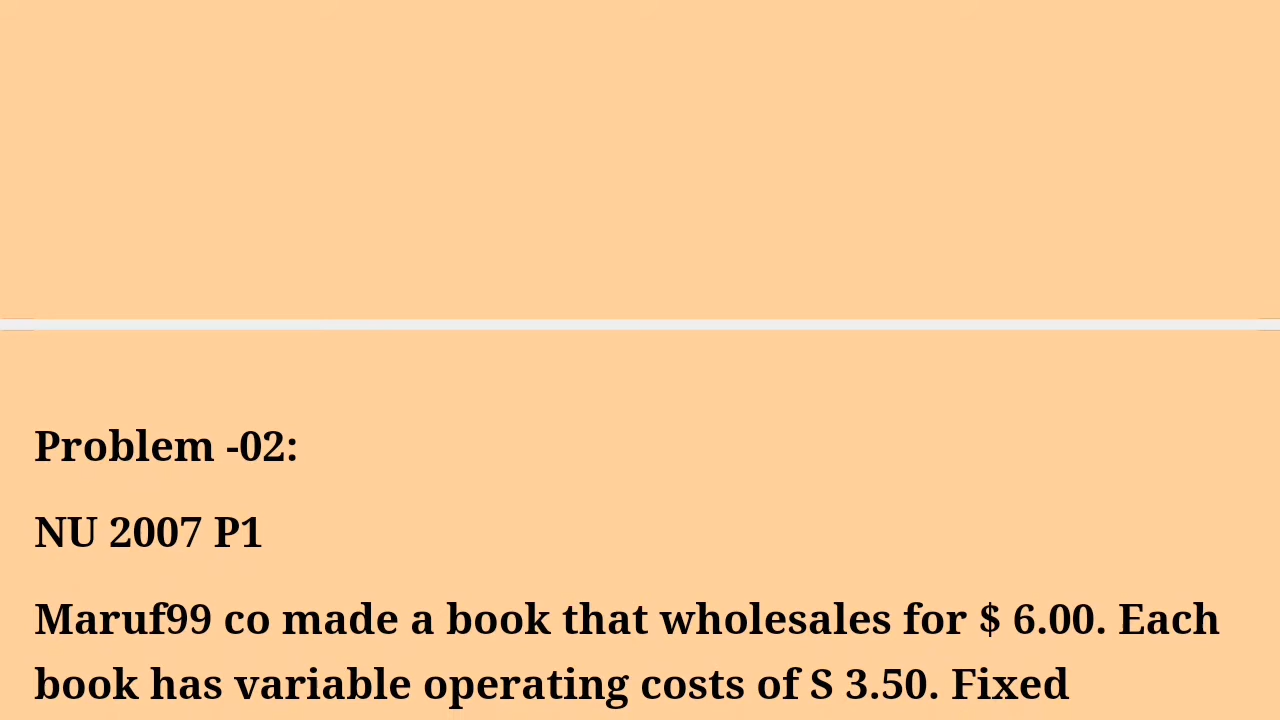 Problem -02:
NU 2007 P1
Maruf99 co made a book that wholesales for $ 6.00. Each
book has variable operating costs of S 3.50. Fixed